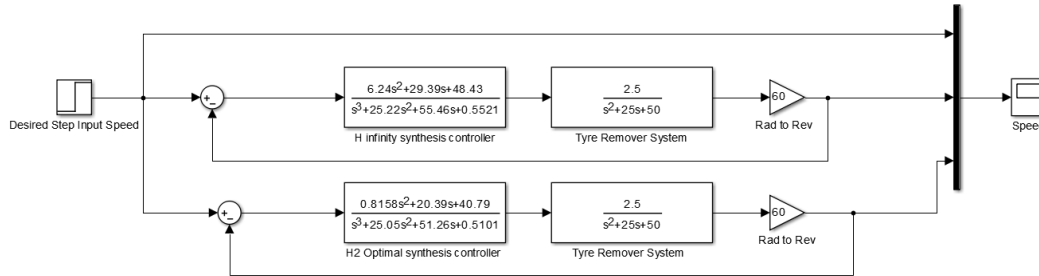 Desired Step Input Speed
+
−
6.24s²+29.39s+48.43
s³+25.22s²+55.46s+0.5521
H infinity synthesis controller
2.5
s²+25s+50
Tyre Remover System
60
Rad to Rev
Speed
+
−
0.8158s²+20.39s+40.79
s³+25.05s²+51.26s+0.5101
H2 Optimal synthesis controller
2.5
s²+25s+50
Tyre Remover System
60
Rad to Rev